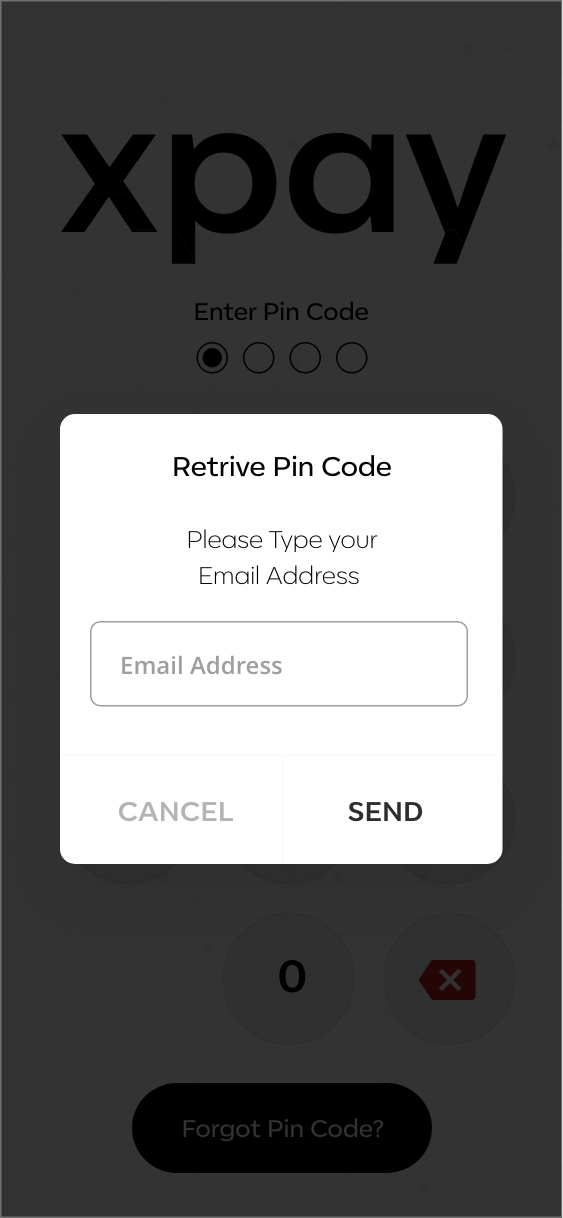 xpay
Enter Pin Code
Retrive Pin Code
Please Type your
Email Address
Email Address
CANCEL
SEND
0
Forgot Pin Code?